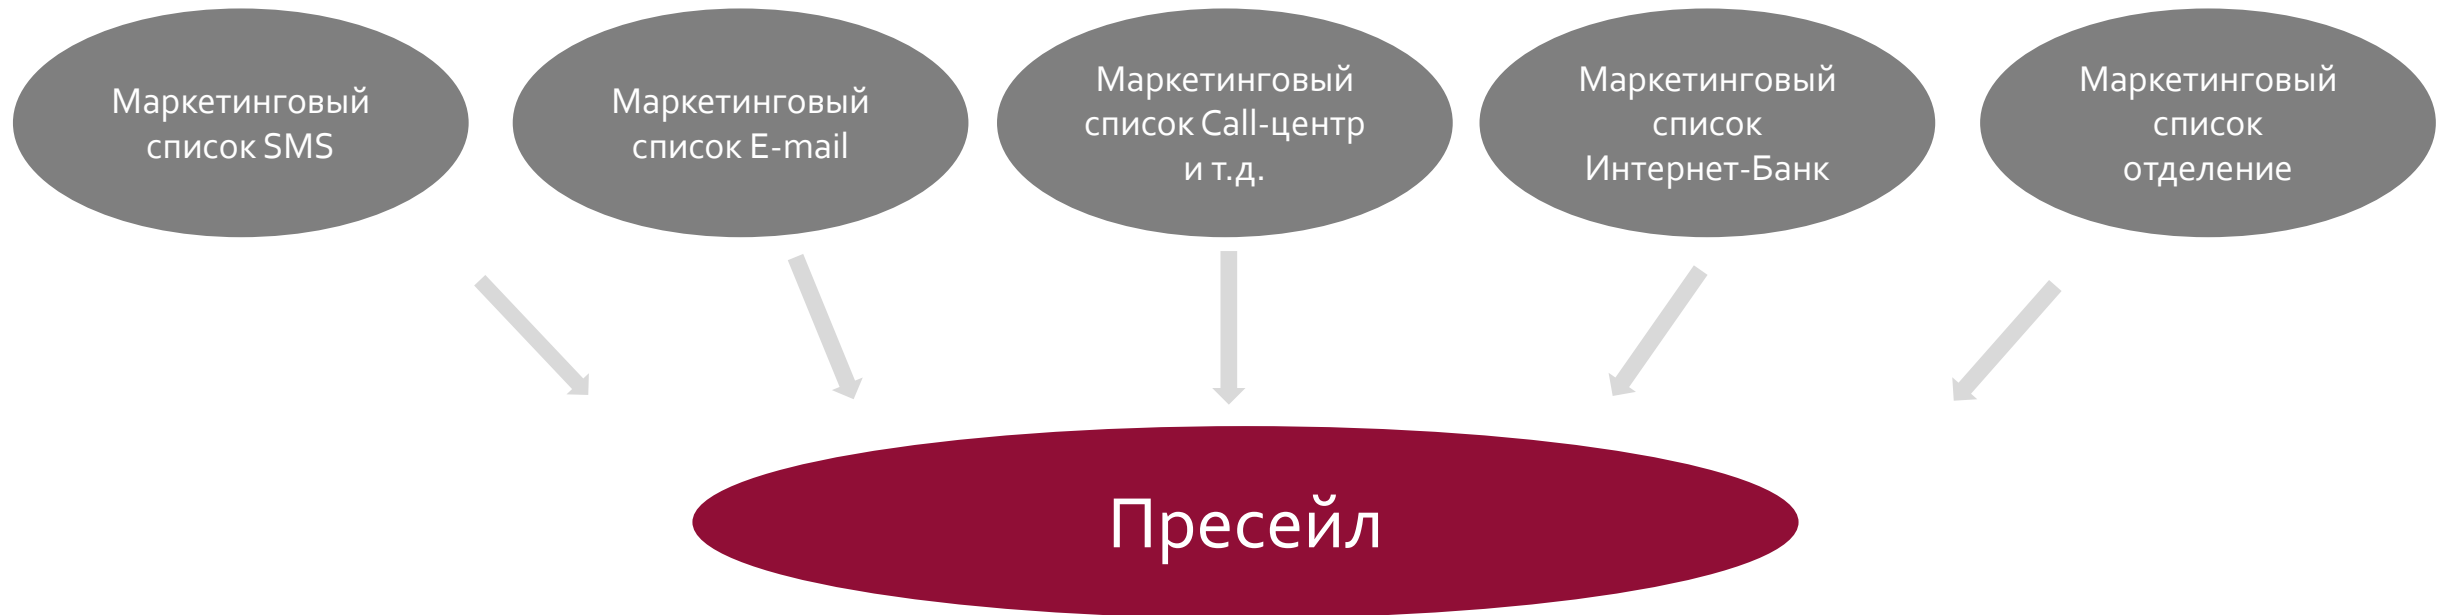 Маркетинговый
список SMS
Маркетинговый
список E-mail
Маркетинговый
список Call-центр
и т.д.
Маркетинговый
список
Интернет-Банк
Маркетинговый
список
отделение
Пресейл